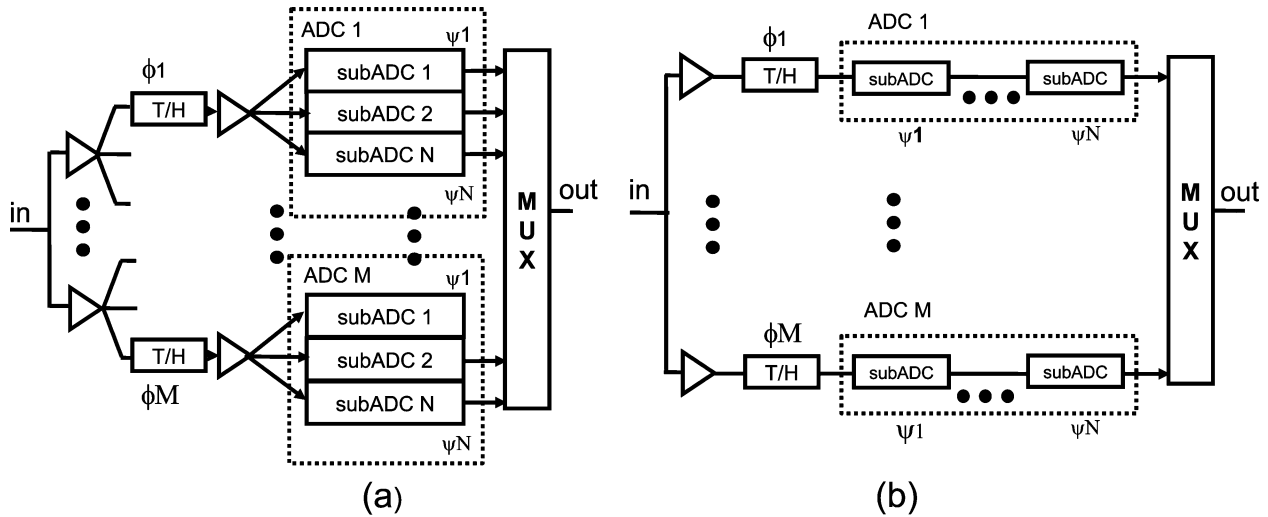 ADC 1
ψ1
ϕ1
subADC 1
T/H
subADC 2
subADC N
ψN
in
M
U
X
out
ADC M
ψ1
subADC 1
T/H
subADC 2
ϕM
subADC N
ψN
(a)
ADC 1
ϕ1
T/H
subADC
subADC
ψ1
ψN
in
M
U
X
out
ADC M
ϕM
T/H
subADC
subADC
ψ1
ψN
(b)